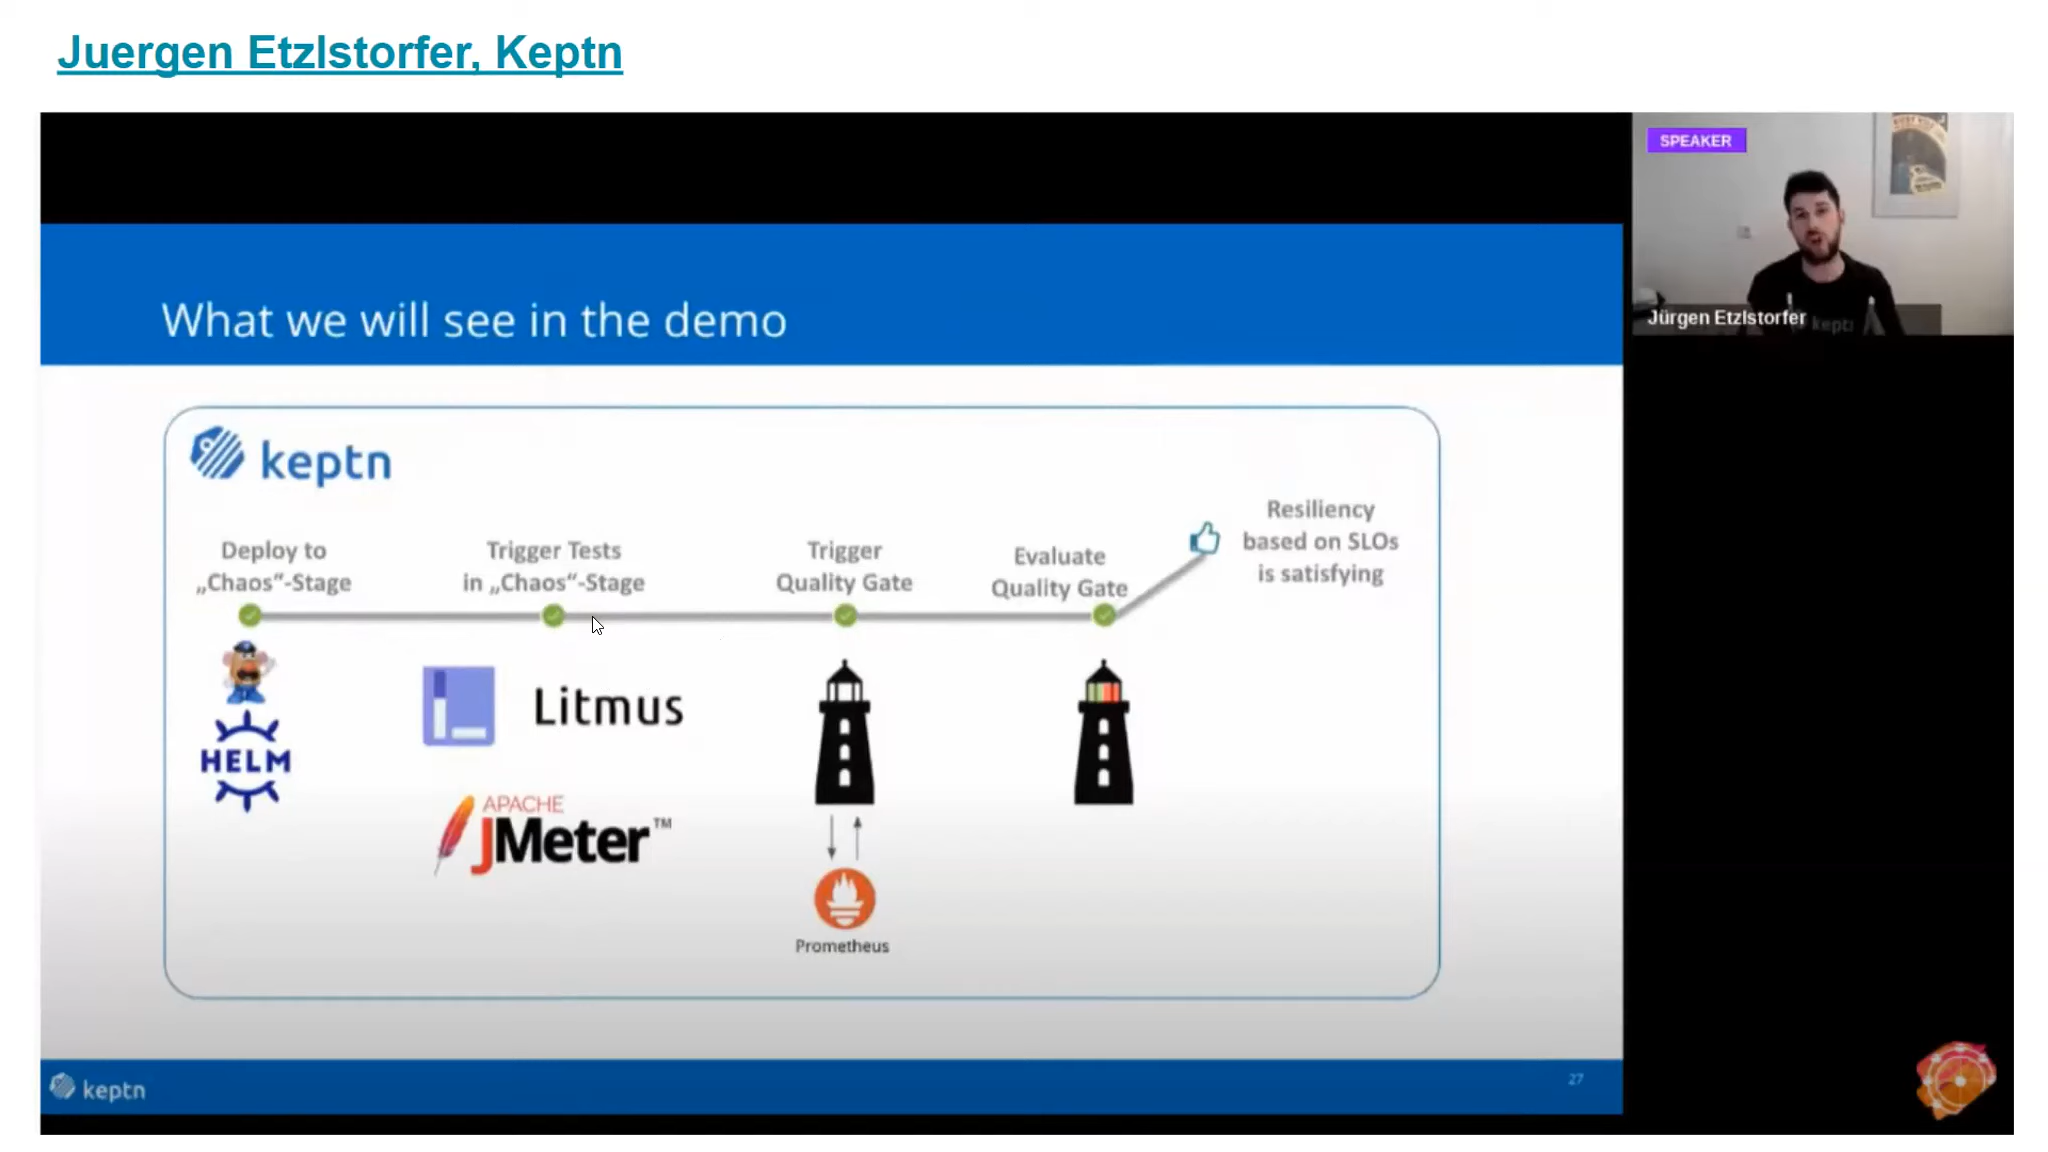 Juergen Etzlstorfer, Keptn
SPEAKER
Jürgen Etzlstorfer
keptn
What we will see in the demo
keptn
Deploy to
„Chaos“-Stage
Trigger Tests
in „Chaos“-Stage
Trigger
Quality Gate
Evaluate
Quality Gate
Resiliency
based on SLOs
is satisfying
HELM
Litmus
APACHE
JMeter™
Prometheus
keptn
27